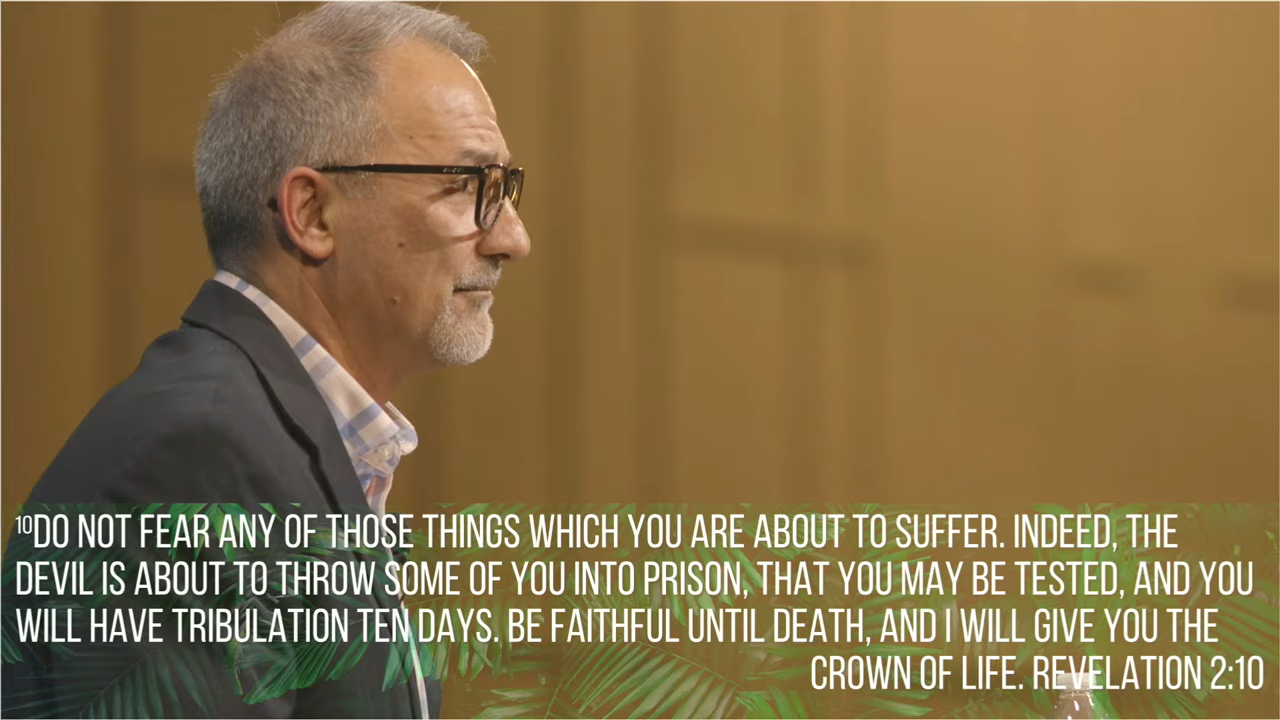 ¹⁰DO NOT FEAR ANY OF THOSE THINGS WHICH YOU ARE ABOUT TO SUFFER. INDEED, THE
DEVIL IS ABOUT TO THROW SOME OF YOU INTO PRISON, THAT YOU MAY BE TESTED, AND YOU
WILL HAVE TRIBULATION TEN DAYS. BE FAITHFUL UNTIL DEATH, AND I WILL GIVE YOU THE
CROWN OF LIFE. REVELATION 2:10